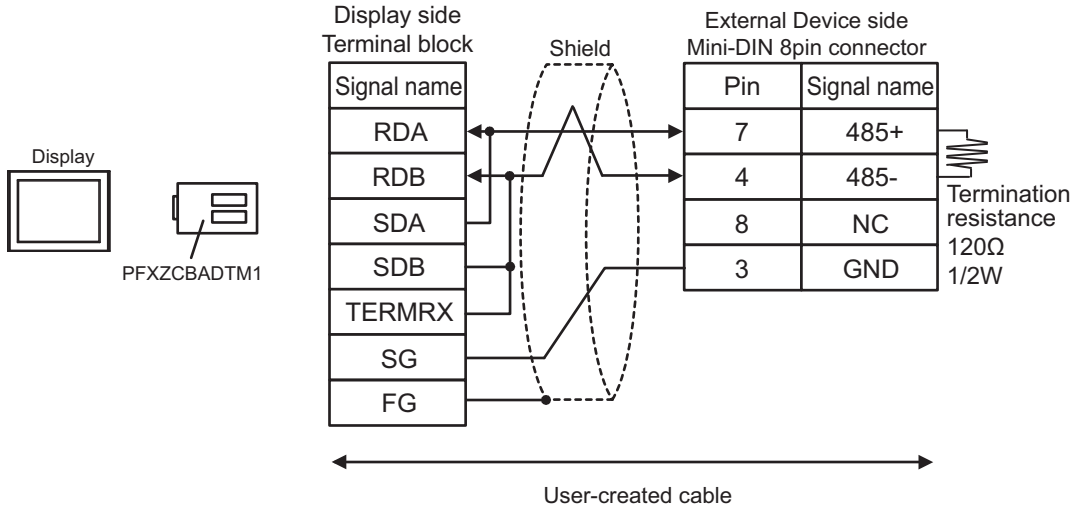 Display side
Terminal block
Shield
External Device side
Mini-DIN 8pin connector
Signal name
Pin
Signal name
RDA
7
485+
RDB
4
485-
SDA
8
NC
SDB
3
GND
TERMRX
SG
FG
Termination
resistance
120Ω
1/2W
Display
PFXZCBADTM1
User-created cable